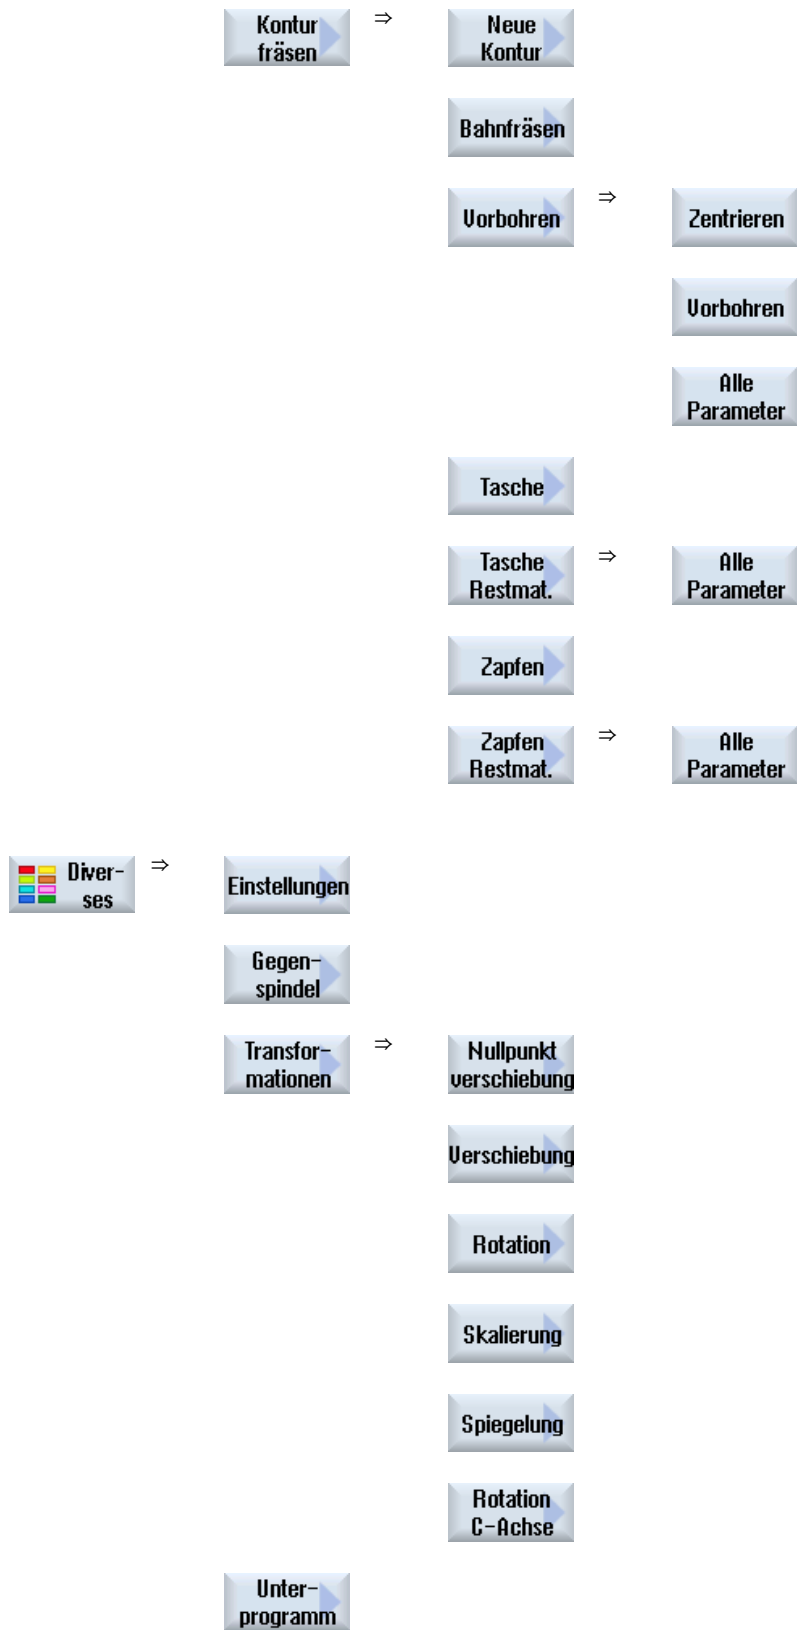 Kontur
fräsen
⇒
Neue
Kontur
Bahnfräsen
Vorbohren
⇒
Zentrieren
Vorbohren
Alle
Parameter
Tasche
Tasche
Restmat.
⇒
Alle
Parameter
Zapfen
Zapfen
Restmat.
⇒
Alle
Parameter
Diver-
ses
⇒
Einstellungen
Gegen-
spindel
Transfor-
mationen
⇒
Nullpunkt
verschiebung
Verschiebung
Rotation
Skalierung
Spiegelung
Rotation
C-Achse
Unter-
programm